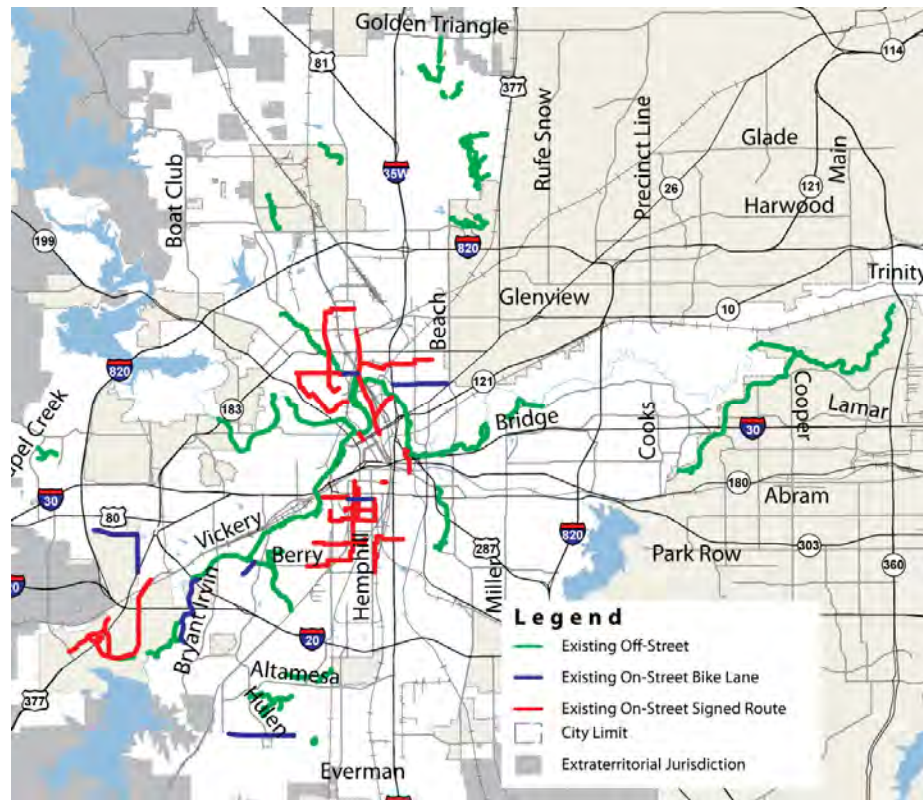 Golden Triangle
114
81
377
Rufe Snow
Precinct Line
Glade
Main
35W
26
121
Boat Club
Harwood
199
820
Trinity
Beach
Glenview
10
820
121
183
Cooper
Lamar
Bridge
Cooks
30
pel Creek
30
180
Abram
80
Vickery
Hemphill
Berry
287
820
303
Park Row
360
Miller
Bryant Irvin
20
Altamesa
377
Hulen
Everman
Legend
Existing Off-Street
Existing On-Street Bike Lane
Existing On-Street Signed Route
City Limit
Extraterritorial Jurisdiction